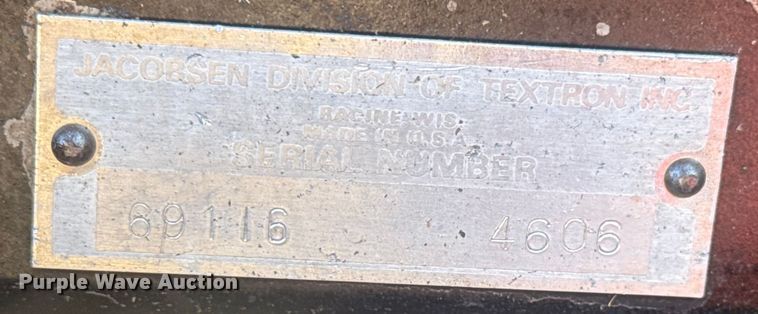 JACOBSEN DIVISION OF TEXTRON INC.
RACINE WIS.
MADE IN U.S.A.
SERIAL NUMBER
69116 4606
Purple Wave Auction